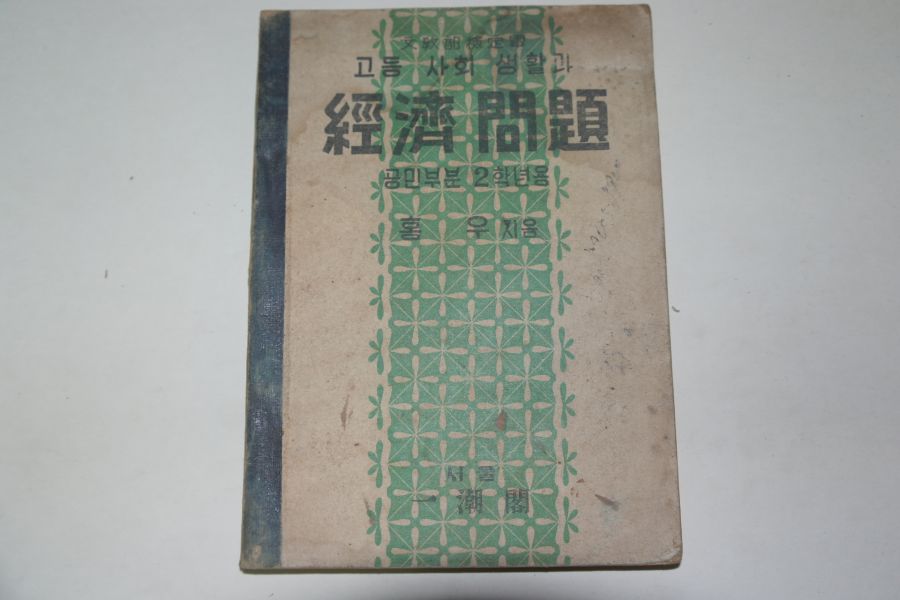 文敎部檢定畢
고등 사회 생활과
經濟問題
공민부분 2학년용
홍 우 지음
서울
一潮閣